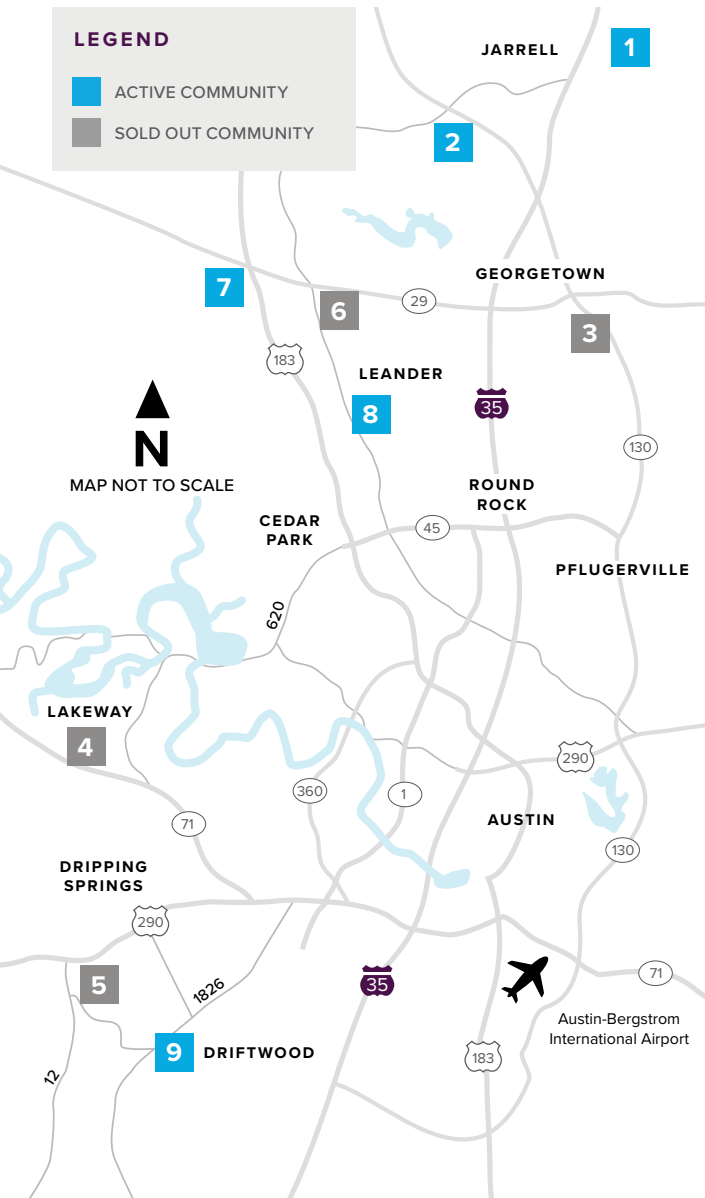 LEGEND
ACTIVE COMMUNITY
SOLD OUT COMMUNITY
JARRELL
1
2
GEORGETOWN
7
6
29
3
183
LEANDER
8
35
130
N
MAP NOT TO SCALE
ROUND
ROCK
CEDAR
PARK
45
PFLUGERVILLE
620
LAKEWAY
4
290
360
1
71
AUSTIN
130
DRIPPING
SPRINGS
290
5
1826
35
71
Austin-Bergstrom
International Airport
9
DRIFTWOOD
183
12